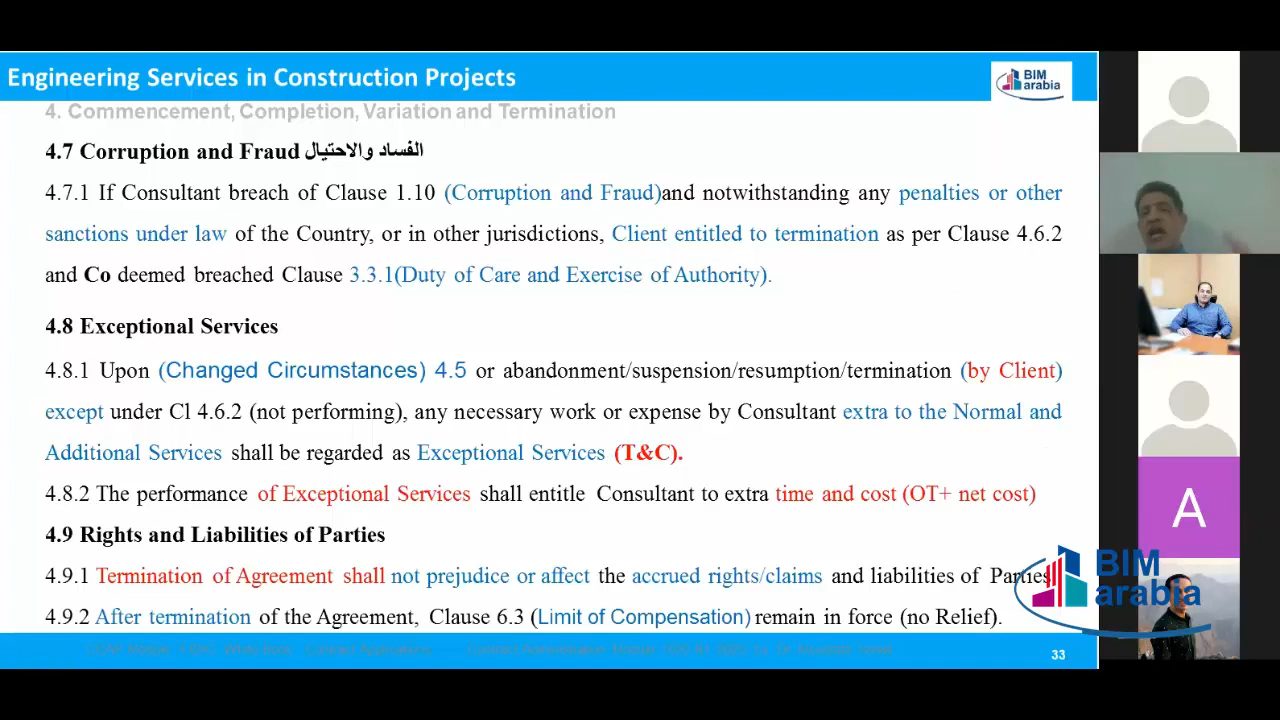 Engineering Services in Construction Projects
BIM
arabia
4. Commencement, Completion, Variation and Termination
4.7 Corruption and Fraud الفساد والاحتيال
4.7.1 If Consultant breach of Clause 1.10 (Corruption and Fraud)and notwithstanding any penalties or other
sanctions under law of the Country, or in other jurisdictions, Client entitled to termination as per Clause 4.6.2
and Co deemed breached Clause 3.3.1(Duty of Care and Exercise of Authority).
4.8 Exceptional Services
4.8.1 Upon (Changed Circumstances) 4.5 or abandonment/suspension/resumption/termination (by Client)
except under Cl 4.6.2 (not performing), any necessary work or expense by Consultant extra to the Normal and
Additional Services shall be regarded as Exceptional Services (T&C).
4.8.2 The performance of Exceptional Services shall entitle Consultant to extra time and cost (OT+ net cost)
4.9 Rights and Liabilities of Parties
4.9.1 Termination of Agreement shall not prejudice or affect the accrued rights/claims and liabilities of Parties
4.9.2 After termination of the Agreement, Clause 6.3 (Limit of Compensation) remain in force (no Relief).
33
A
BIM
arabia